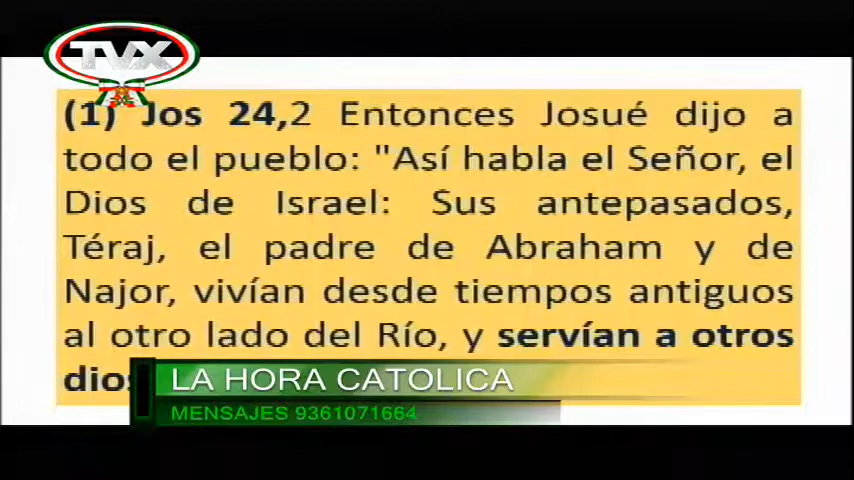 TVX
(1) Jos 24,2 Entonces Josué dijo a
todo el pueblo: "Así habla el Señor, el
Dios de Israel: Sus antepasados,
Téraj, el padre de Abraham y de
Najor, vivían desde tiempos antiguos
al otro lado del Río, y servían a otros
LA HORA CATOLICA
MENSAJES 9361071664